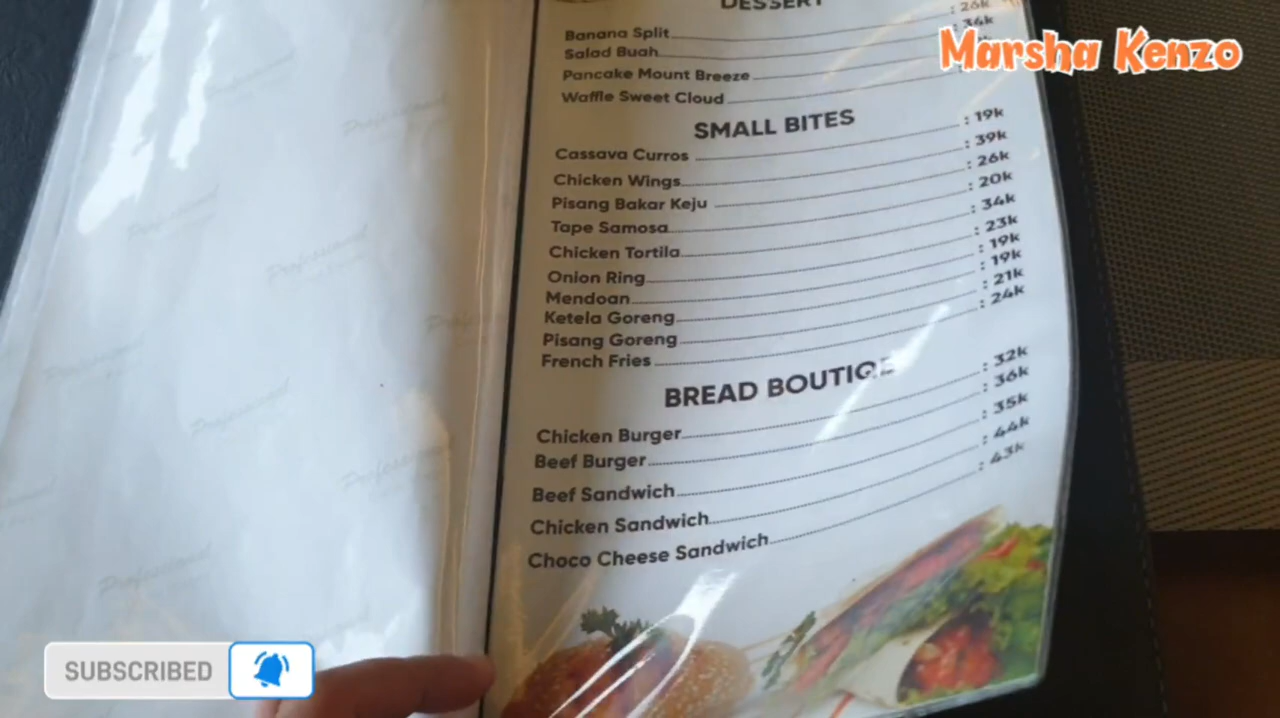 DESSERT
Banana Split : 26k
Salad Buah : 34k
Pancake Mount Breeze
Waffle Sweet Cloud
Marsha Kenzo
SMALL BITES
Cassava Curros : 19k
Chicken Wings : 39k
Pisang Bakar Keju : 26k
Tape Samosa : 20k
Chicken Tortila : 34k
Onion Ring : 23k
Mendoan : 19k
Ketela Goreng : 19k
Pisang Goreng : 21k
French Fries : 24k
BREAD BOUTIQE
Chicken Burger : 32k
Beef Burger : 36k
Beef Sandwich : 35k
Chicken Sandwich : 44k
Choco Cheese Sandwich : 43k
Professional
SUBSCRIBED